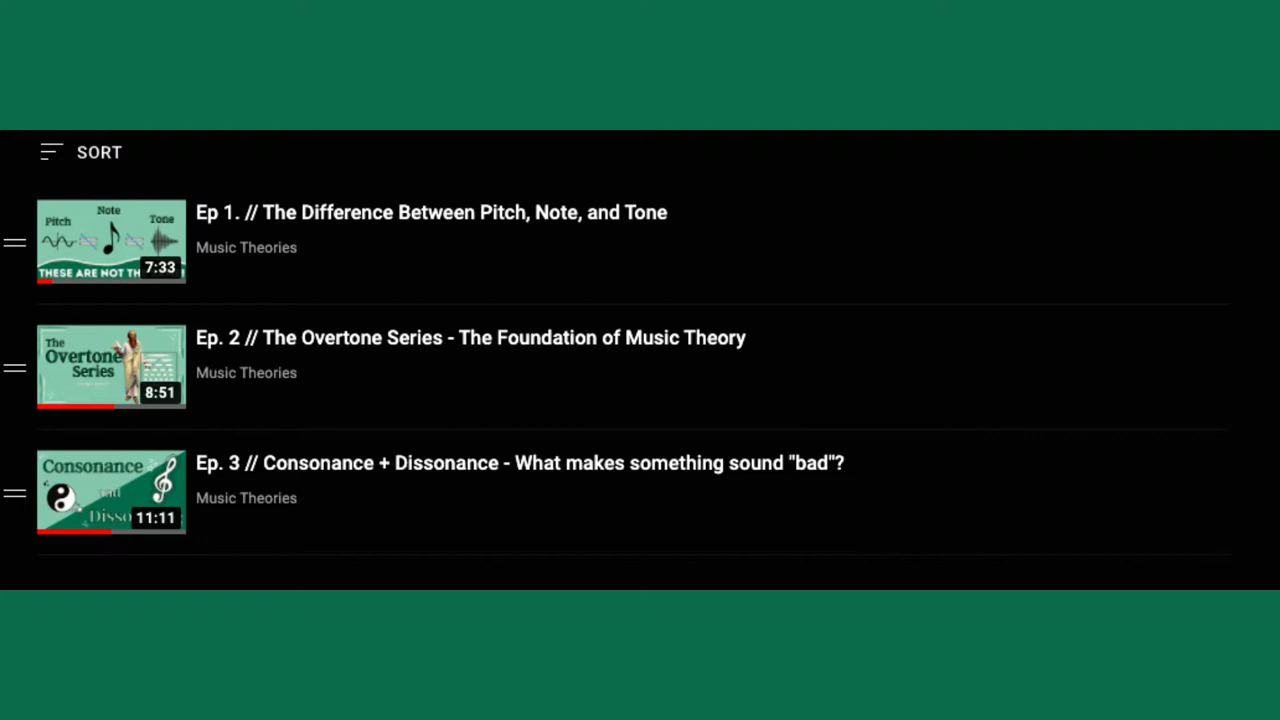 SORT
Pitch
Note
Tone
THESE ARE NOT TH
7:33
Ep 1. // The Difference Between Pitch, Note, and Tone
Music Theories
The
Overtone
Series
8:51
Ep. 2 // The Overtone Series - The Foundation of Music Theory
Music Theories
Consonance
and
Disso
11:11
Ep. 3 // Consonance + Dissonance - What makes something sound "bad"?
Music Theories